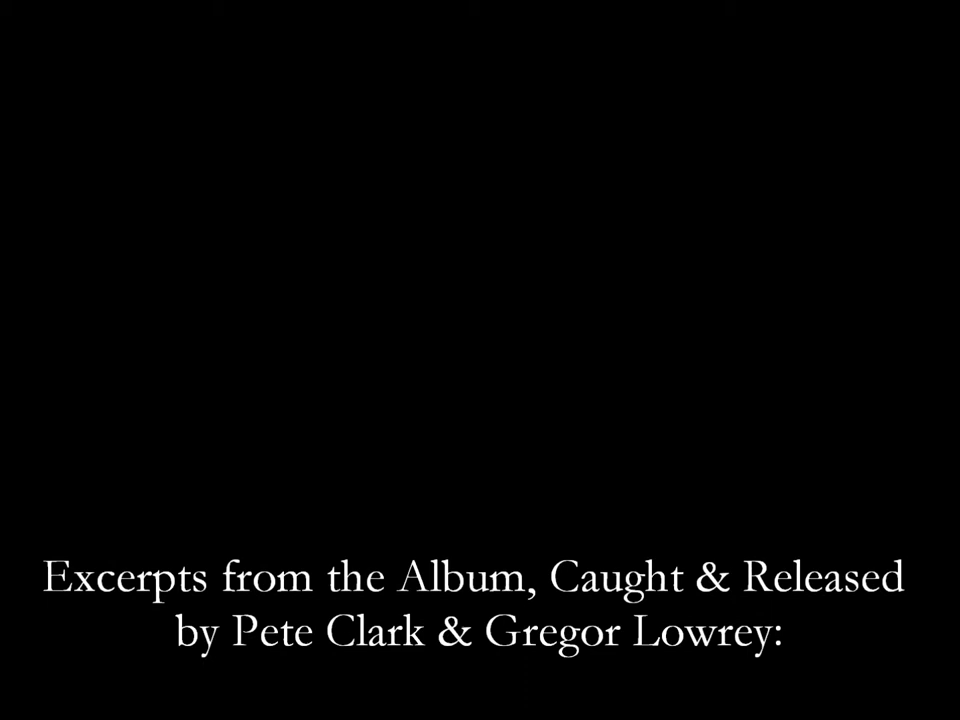 Excerpts from the Album, Caught & Released
by Pete Clark & Gregor Lowrey: